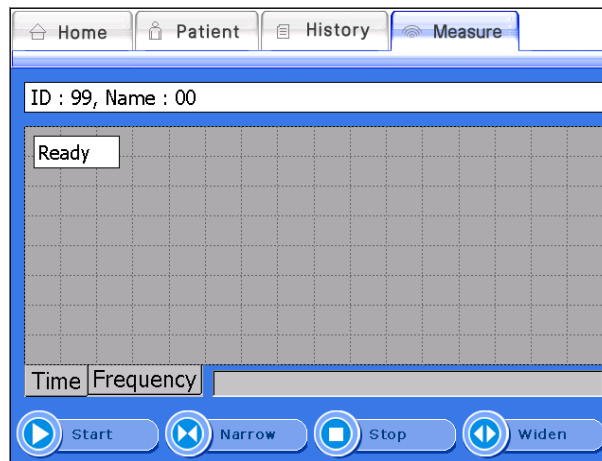 Home Patient History Measure
ID : 99, Name : 00
Ready
Time Frequency
Start Narrow Stop Widen